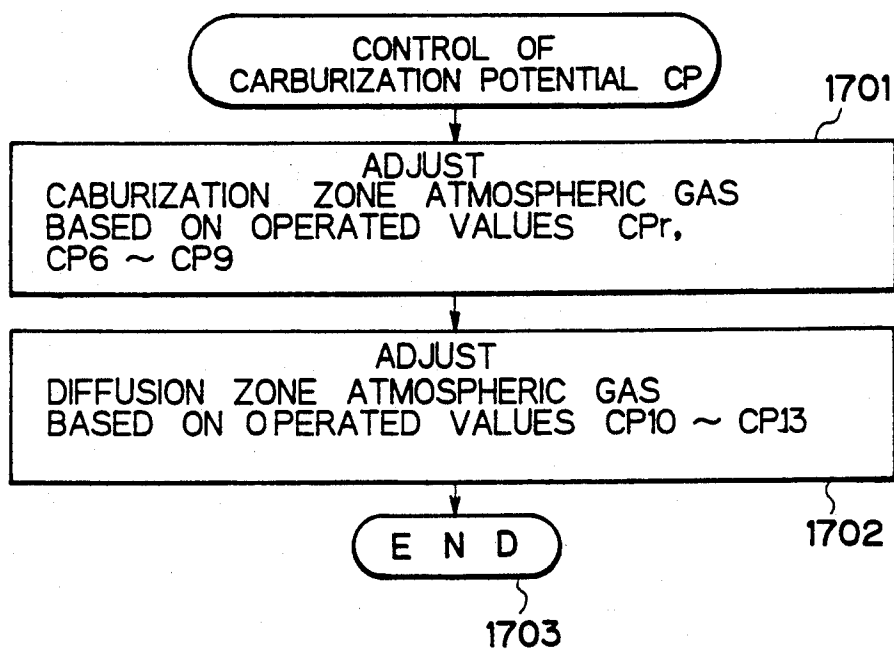 CONTROL OF
CARBURIZATION POTENTIAL CP
1701
ADJUST
CABURIZATION ZONE ATMOSPHERIC GAS
BASED ON OPERATED VALUES CPr,
CP6 ~ CP9
ADJUST
DIFFUSION ZONE ATMOSPHERIC GAS
BASED ON OPERATED VALUES CP10 ~ CP13
1702
END
1703